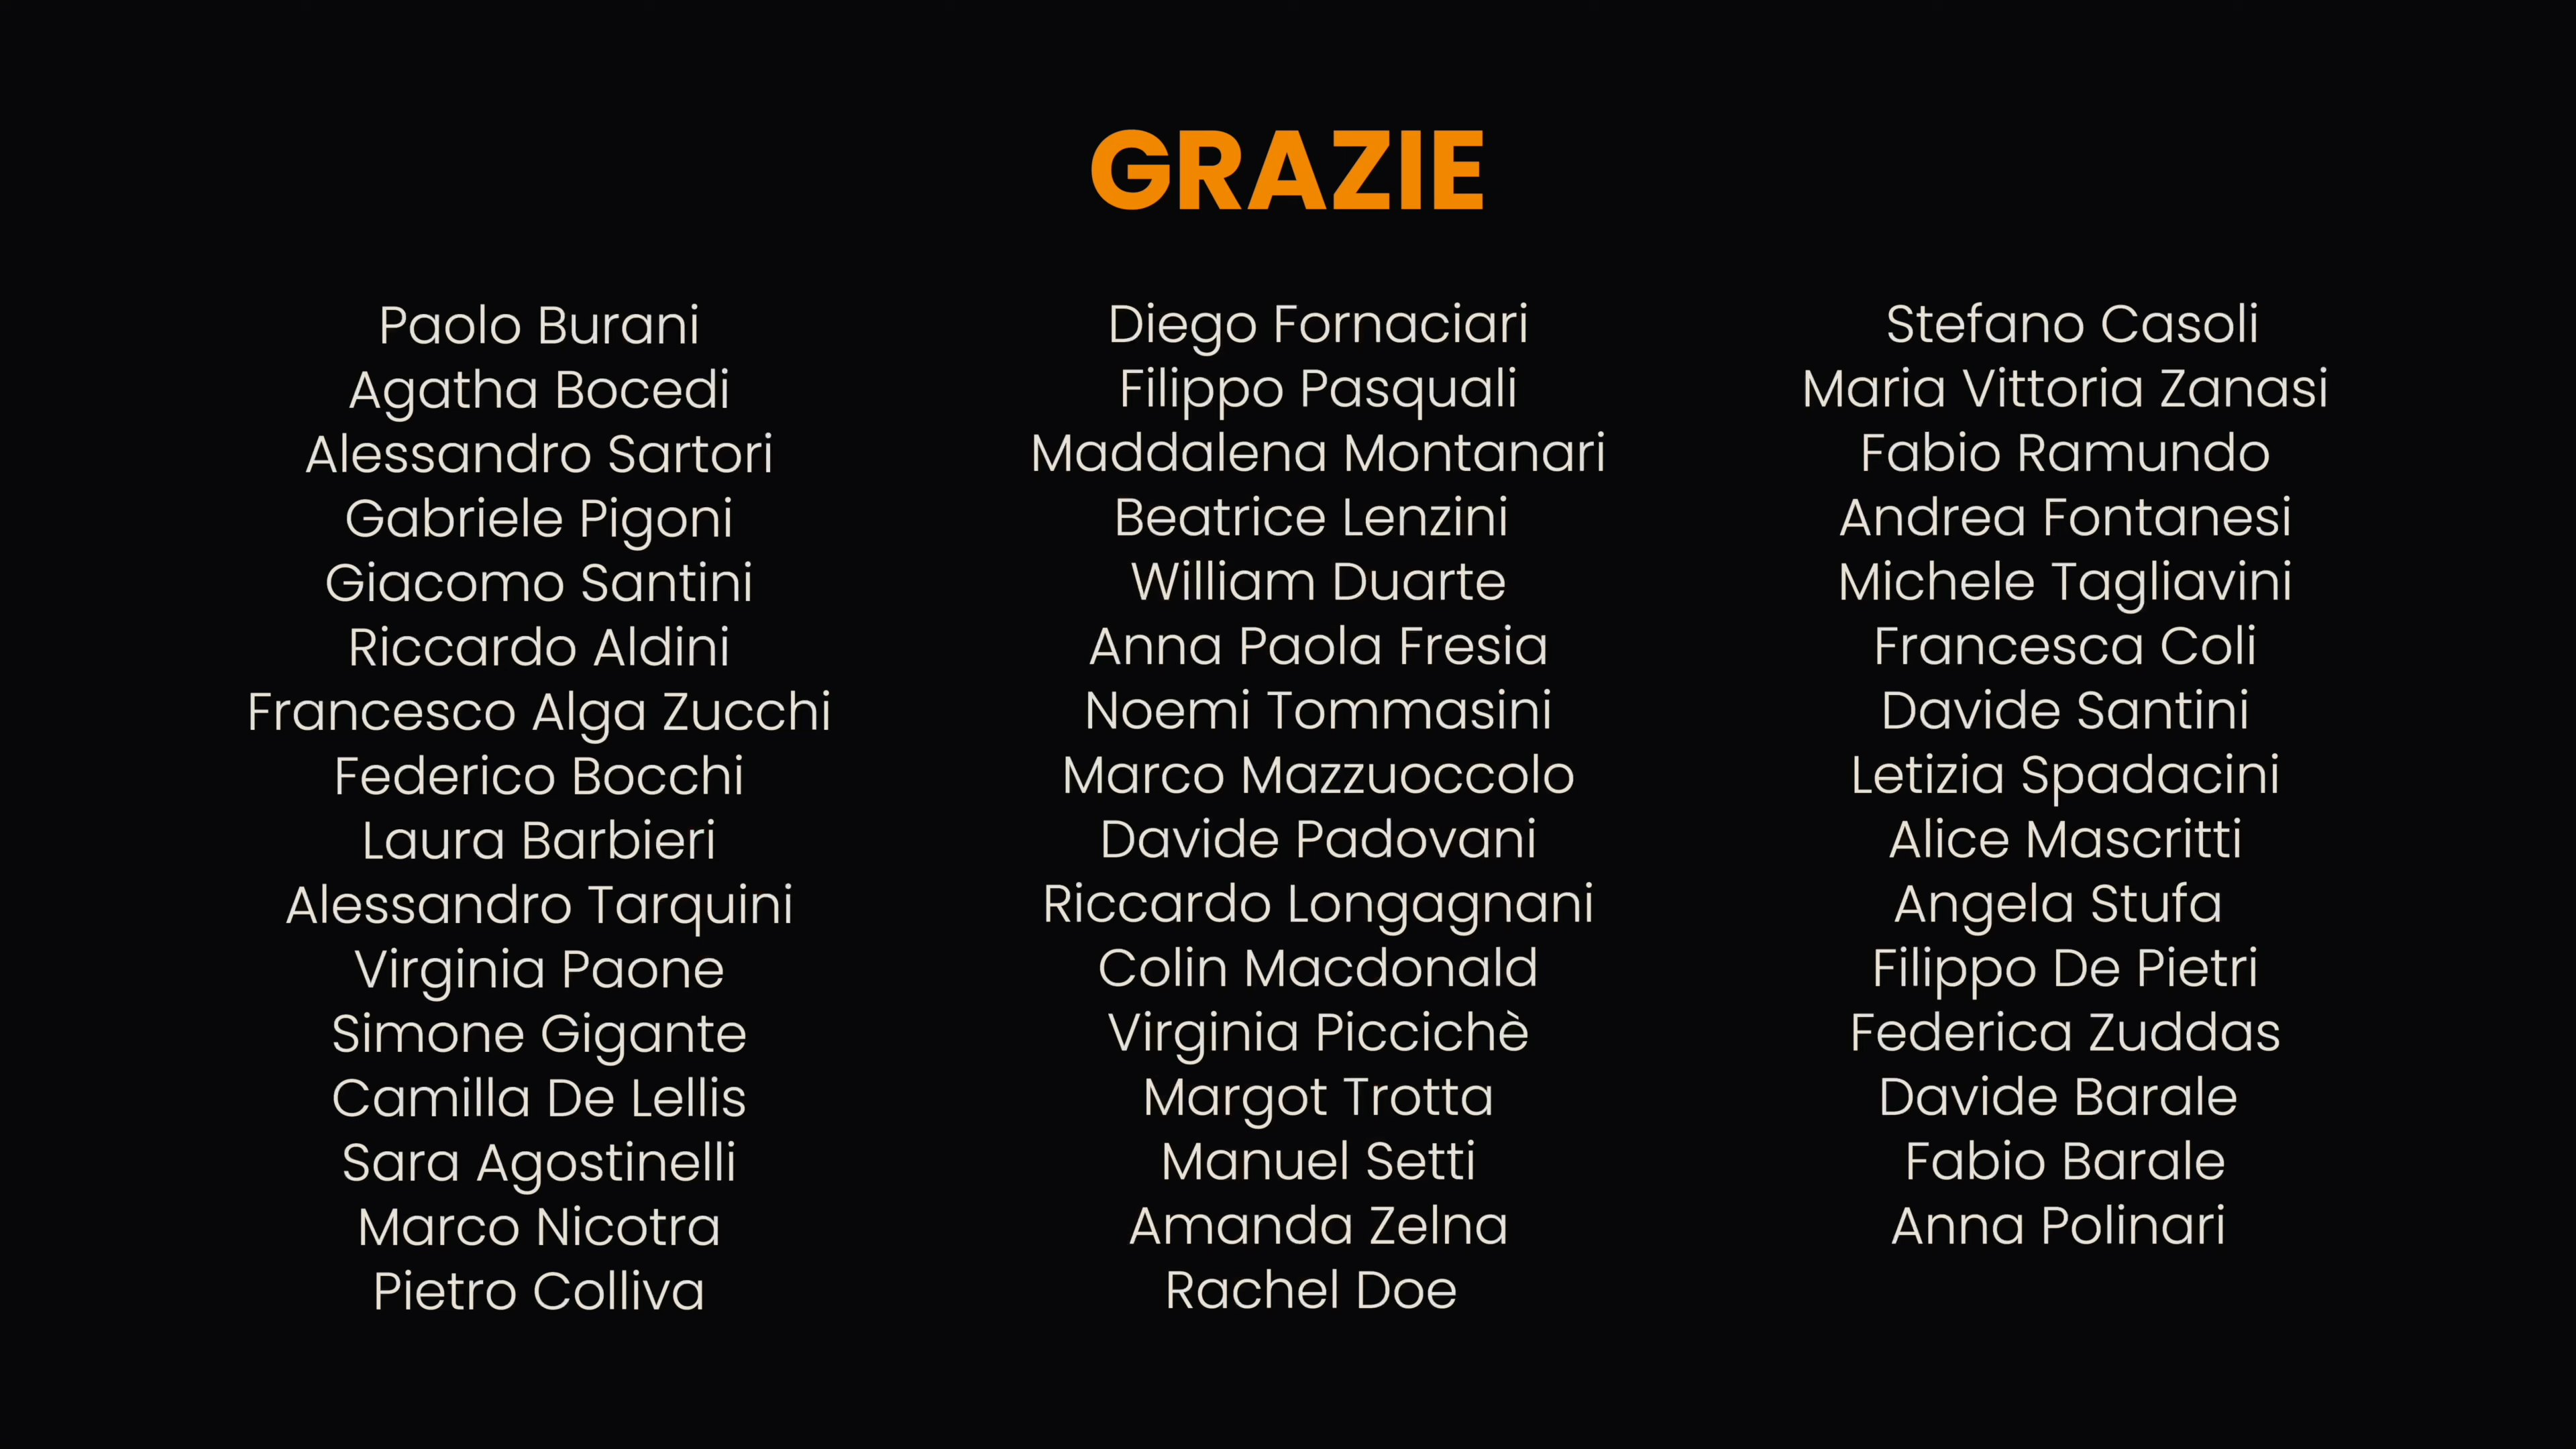 GRAZIE
Paolo Burani
Agatha Bocedi
Alessandro Sartori
Gabriele Pigoni
Giacomo Santini
Riccardo Aldini
Francesco Alga Zucchi
Federico Bocchi
Laura Barbieri
Alessandro Tarquini
Virginia Paone
Simone Gigante
Camilla De Lellis
Sara Agostinelli
Marco Nicotra
Pietro Colliva
Diego Fornaciari
Filippo Pasquali
Maddalena Montanari
Beatrice Lenzini
William Duarte
Anna Paola Fresia
Noemi Tommasini
Marco Mazzuoccolo
Davide Padovani
Riccardo Longagnani
Colin Macdonald
Virginia Piccichè
Margot Trotta
Manuel Setti
Amanda Zelna
Rachel Doe
Stefano Casoli
Maria Vittoria Zanasi
Fabio Ramundo
Andrea Fontanesi
Michele Tagliavini
Francesca Coli
Davide Santini
Letizia Spadacini
Alice Mascritti
Angela Stufa
Filippo De Pietri
Federica Zuddas
Davide Barale
Fabio Barale
Anna Polinari